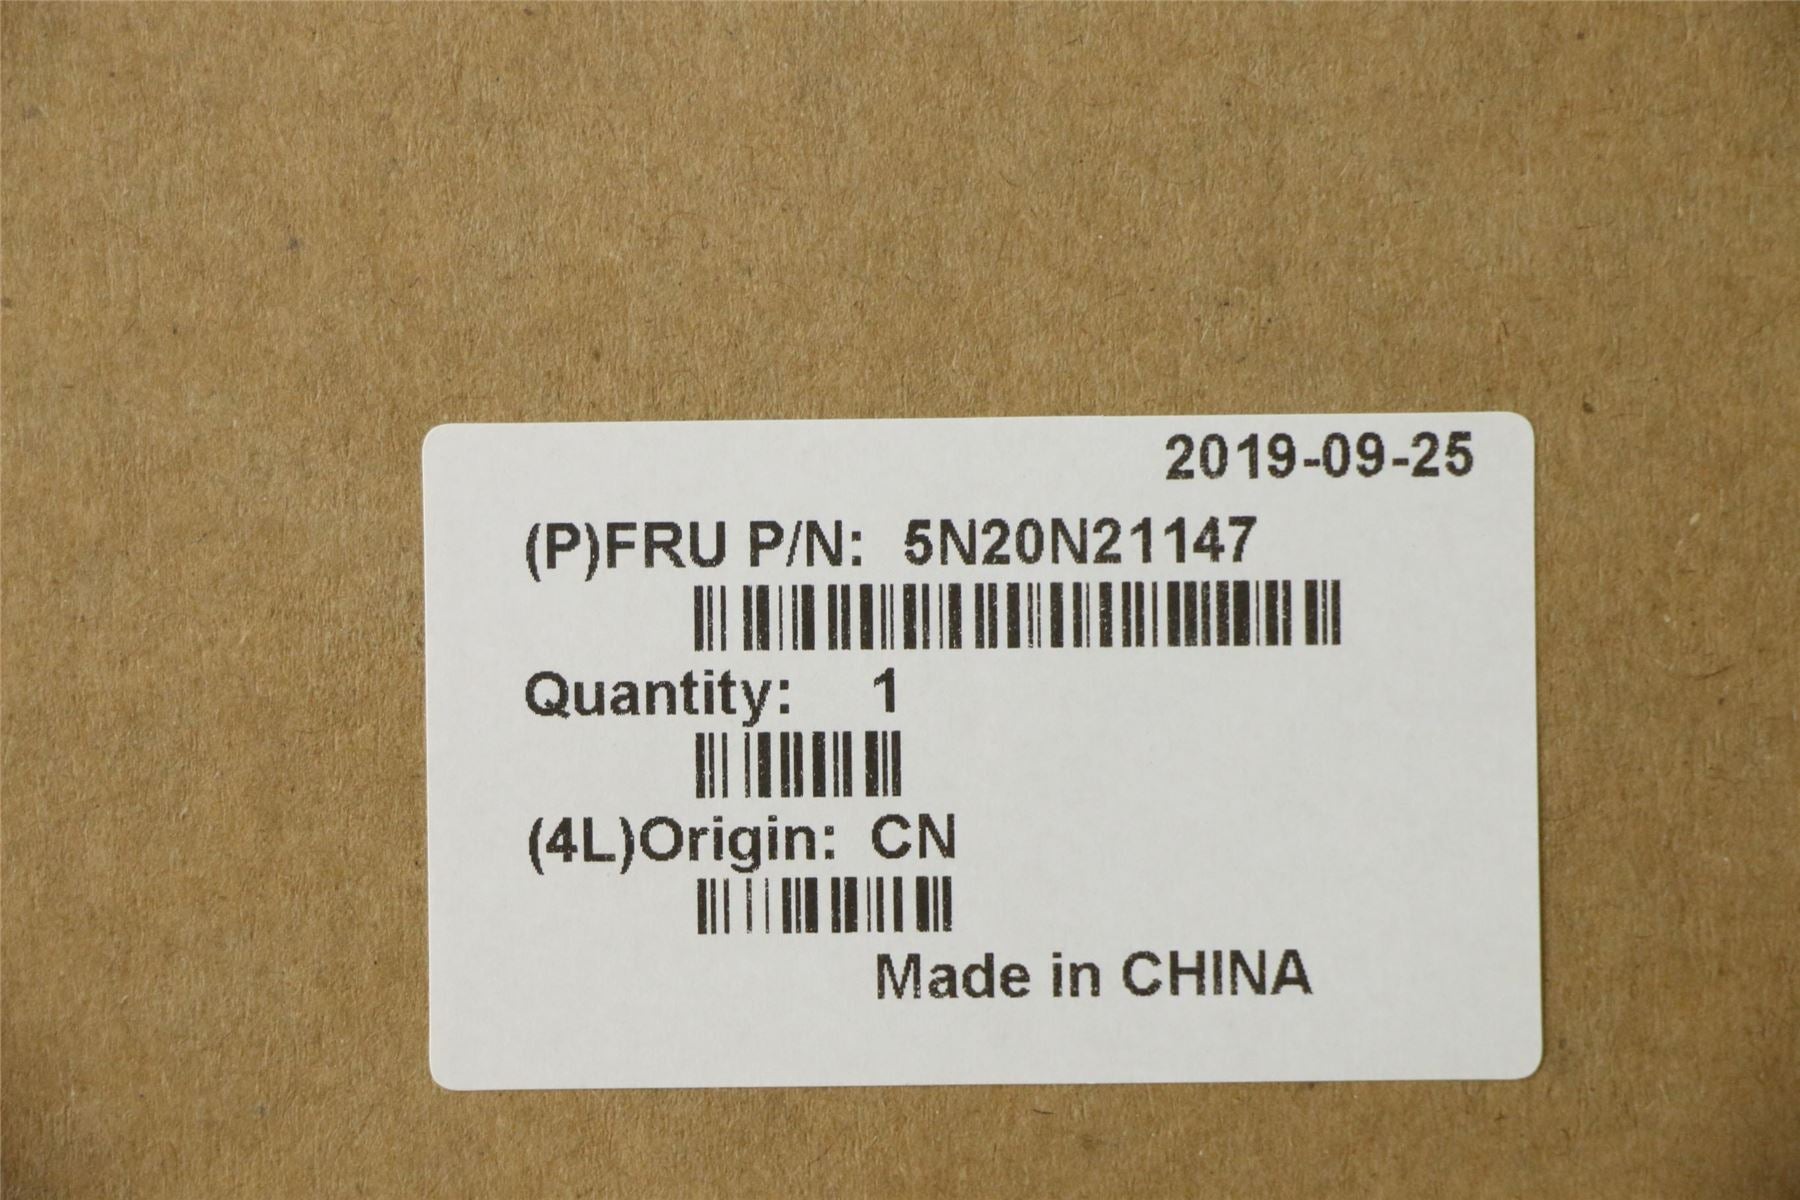 2019-09-25
(P)FRU P/N: 5N20N21147
Quantity: 1
(4L)Origin: CN
Made in CHINA